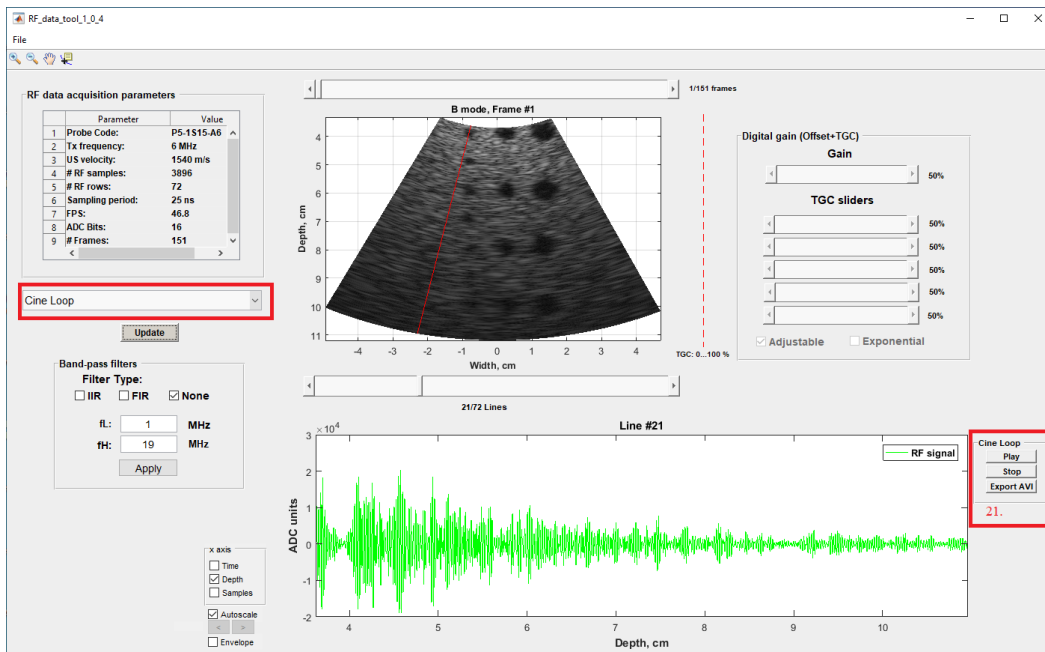 RF_data_tool_1_0_4
File
RF data acquisition parameters
Parameter Value
1 Probe Code: P5-1S15-A6
2 Tx frequency: 6 MHz
3 US velocity: 1540 m/s
4 # RF samples: 3896
5 # RF rows: 72
6 Sampling period: 25 ns
7 FPS: 46.8
8 ADC Bits: 16
9 # Frames: 151
Cine Loop
Update
Band-pass filters
Filter Type:
IIR FIR None
fL: 1 MHz
fH: 19 MHz
Apply
x axis
Time
Depth
Samples
Autoscale
< >
Envelope
1/151 frames
B mode, Frame #1
Depth, cm
4
5
6
7
8
9
10
11
-4 -3 -2 -1 0 1 2 3 4
Width, cm
TGC: 0...100 %
21/72 Lines
Digital gain (Offset+TGC)
Gain
50%
TGC sliders
50%
50%
50%
50%
50%
Adjustable Exponential
Line #21
×10⁴
ADC units
3
2
1
0
-1
-2
4 5 6 7 8 9 10
Depth, cm
RF signal
Cine Loop
Play
Stop
Export AVI
21.